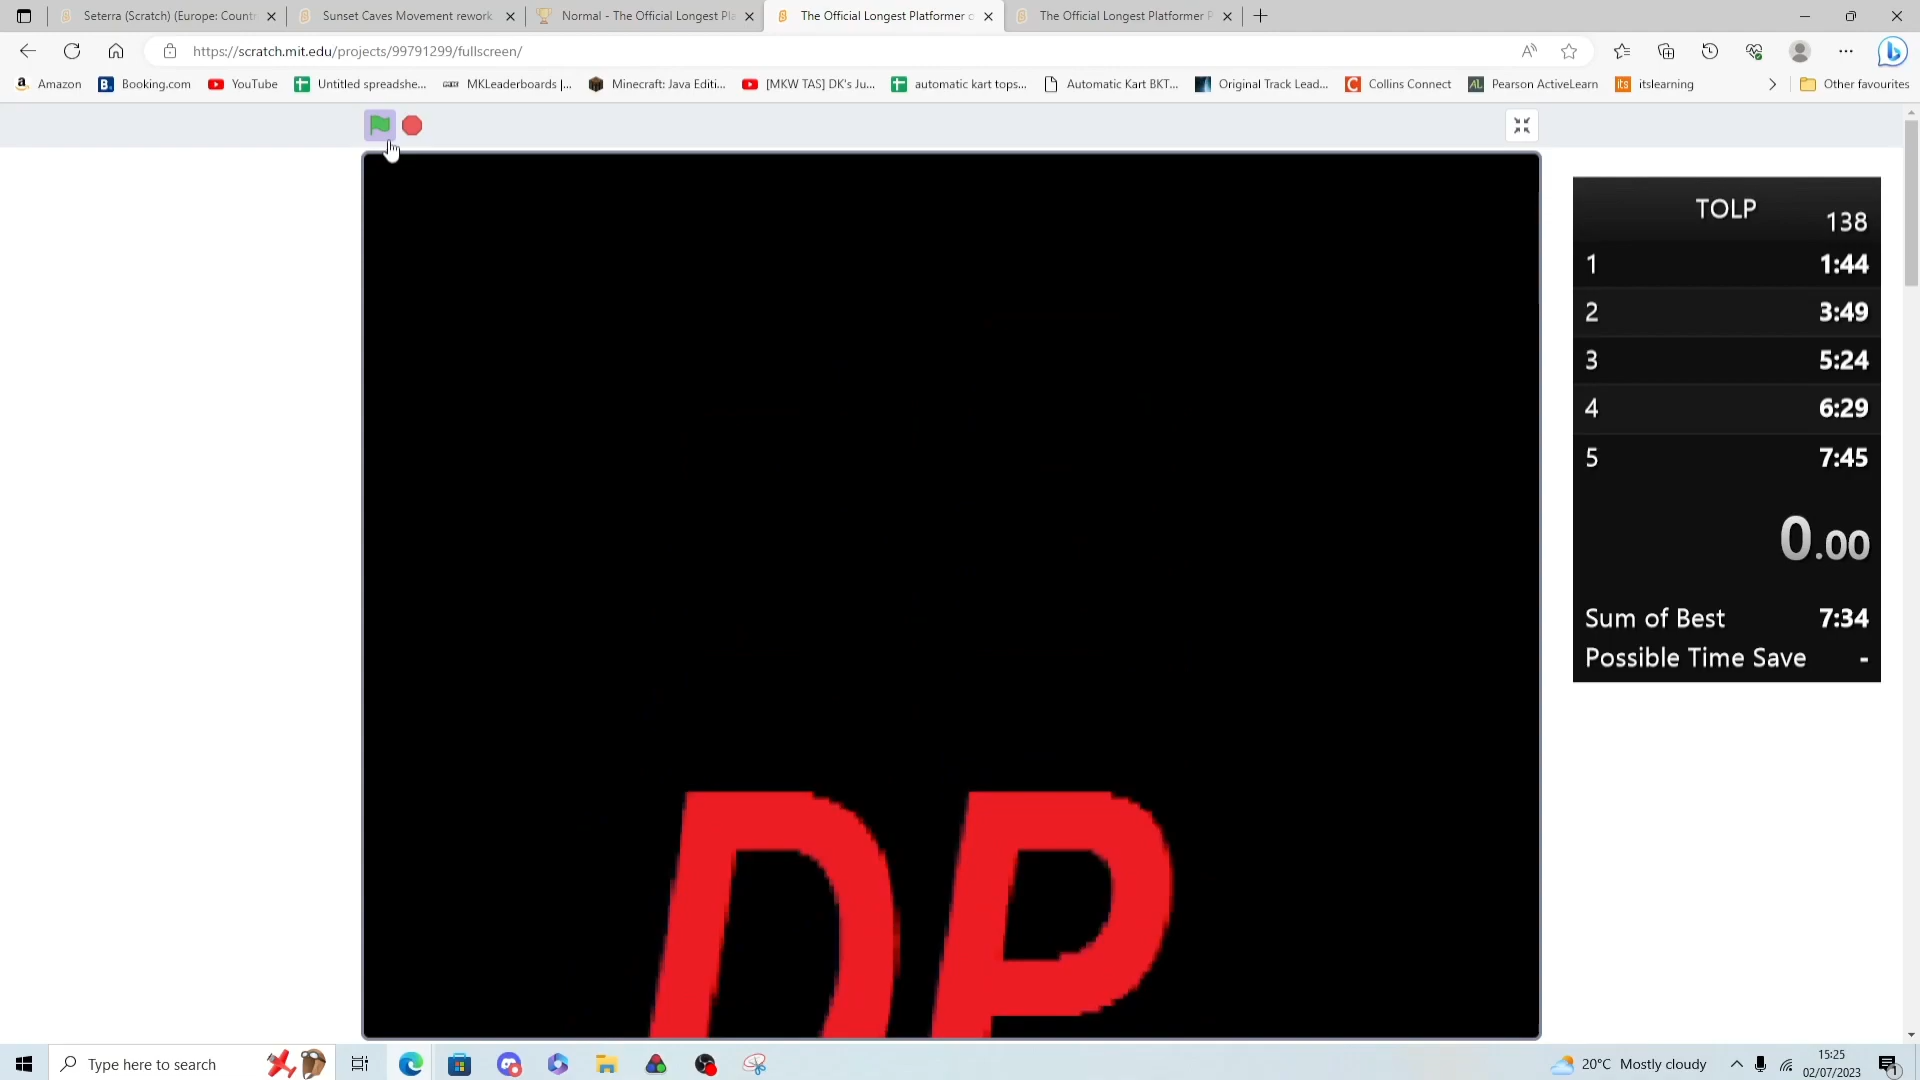 Seterra (Scratch) (Europe: Countr
Sunset Caves Movement rework
Normal - The Official Longest Pla
The Official Longest Platformer o
The Official Longest Platformer P
https://scratch.mit.edu/projects/99791299/fullscreen/
Amazon
Booking.com
YouTube
Untitled spreadshe...
MKLeaderboards |...
Minecraft: Java Editi...
[MKW TAS] DK's Ju...
automatic kart tops...
Automatic Kart BKT...
Original Track Lead...
Collins Connect
Pearson ActiveLearn
itslearning
Other favourites
TOLP
138
1 1:44
2 3:49
3 5:24
4 6:29
5 7:45
0.00
Sum of Best 7:34
Possible Time Save -
DP
Type here to search
20°C Mostly cloudy
15:25
02/07/2023
1